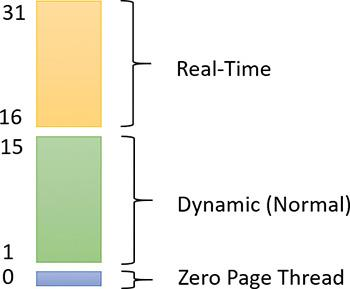 31
Real-Time
16
15
Dynamic (Normal)
1
0
Zero Page Thread